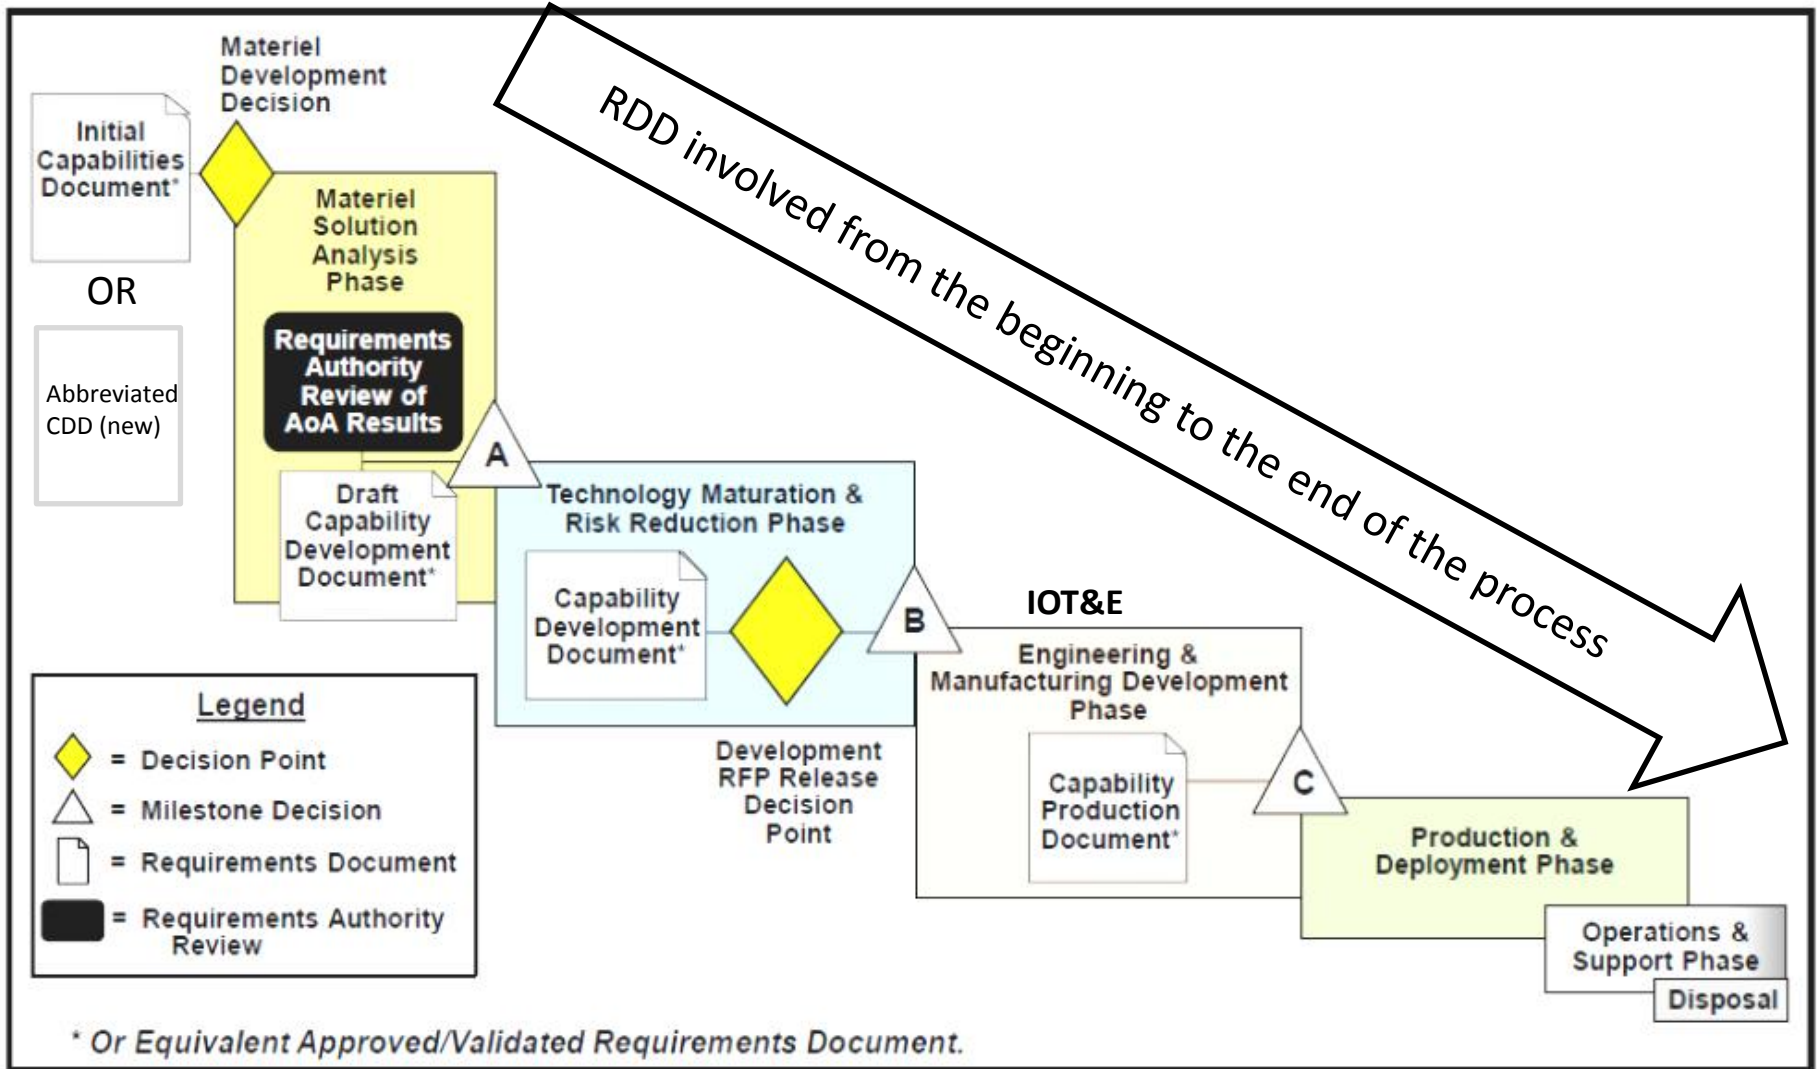 Materiel
Development
Decision
Initial
Capabilities
Document*
OR
Abbreviated
CDD (new)
Materiel
Solution
Analysis
Phase
Requirements
Authority
Review of
AoA Results
A
Draft
Capability
Development
Document*
RDD involved from the beginning to the end of the process
Technology Maturation &
Risk Reduction Phase
Capability
Development
Document*
B
Development
RFP Release
Decision
Point
IOT&E
Engineering &
Manufacturing Development
Phase
Capability
Production
Document*
C
Production &
Deployment Phase
Operations &
Support Phase
Disposal
Legend
= Decision Point
= Milestone Decision
= Requirements Document
= Requirements Authority
Review
* Or Equivalent Approved/Validated Requirements Document.